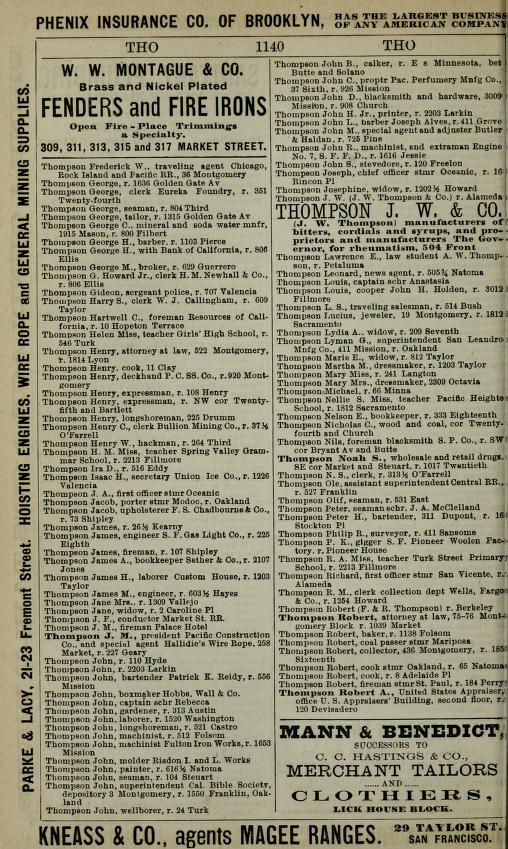 PHENIX INSURANCE CO. OF BROOKLYN, HAS THE LARGEST BUSINESS
OF ANY AMERICAN COMPANY
THO 1140 THO
W. W. MONTAGUE & CO.
Brass and Nickel Plated
FENDERS and FIRE IRONS
Open Fire-Place Trimmings
a Specialty.
309, 311, 313, 315 and 317 MARKET STREET.
Thompson Frederick W., traveling agent Chicago,
Rock Island and Pacific RR., 36 Montgomery
Thompson George, r. 1636 Golden Gate Av
Thompson George, clerk Eureka Foundry, r. 351
Twenty-fourth
Thompson George, seaman, r. 804 Third
Thompson George, tailor, r. 1315 Golden Gate Av
Thompson George C., mineral and soda water mnfr,
1915 Mason, r. 800 Filbert
Thompson George H., barber, r. 1103 Pierce
Thompson George H., with Bank of California, r. 806
Ellis
Thompson George M., broker, r. 629 Guerrero
Thompson G. Howard Jr., clerk H. M. Newhall & Co.,
r. 806 Ellis
Thompson Gideon, sergeant police, r. 707 Valencia
Thompson Harry S., clerk W. J. Callingham, r. 609
Taylor
Thompson Hartwell C., foreman Resources of Cali-
fornia, r. 10 Hopeton Terrace
Thompson Helen Miss, teacher Girls' High School, r.
546 Turk
Thompson Henry, attorney at law, 522 Montgomery,
r. 1814 Lyon
Thompson Henry, cook, 11 Clay
Thompson Henry, deckhand P. C. SS. Co., r. 920 Mont-
gomery
Thompson Henry, expressman, r. 108 Henry
Thompson Henry, expressman, r. NW cor Twenty-
fifth and Bartlett
Thompson Henry, longshoreman, 225 Drumm
Thompson Henry C., clerk Bullion Mining Co., r. 37½
O'Farrell
Thompson Henry W., hackman, r. 264 Third
Thompson H. M. Miss, teacher Spring Valley Gram-
mar School, r. 2213 Fillmore
Thompson Ira D., r. 516 Eddy
Thompson Isaac H., secretary Union Ice Co., r. 1226
Valencia
Thompson J. A., first officer stmr Oceanic
Thompson Jacob, porter stmr Modoc, r. Oakland
Thompson Jacob, upholsterer F. S. Chadbourne & Co.,
r. 73 Shipley
Thompson James, r. 26½ Kearny
Thompson James, engineer S. F. Gas Light Co., r. 225
Eighth
Thompson James, fireman, r. 107 Shipley
Thompson James A., bookkeeper Sather & Co., r. 2107
Jones
Thompson James H., laborer Custom House, r. 1203
Taylor
Thompson James M., engineer, r. 603½ Hayes
Thompson Jane Mrs., r. 1309 Vallejo
Thompson Jane, widow, r. 2 Caroline Pl
Thompson J. F., conductor Market St. RR.
Thompson J. M., fireman Palace Hotel
Thompson J. M., president Pacific Construction
Co., and special agent Hallidie's Wire Rope, 258
Market, r. 227 Geary
Thompson John, r. 110 Hyde
Thompson John, r. 2203 Larkin
Thompson John, bartender Patrick K. Reidy, r. 556
Mission
Thompson John, boxmaker Hobbs, Wall & Co.
Thompson John, captain schr Rebecca
Thompson John, gardener, r. 313 Austin
Thompson John, laborer, r. 1520 Washington
Thompson John, longshoreman, r. 521 Castro
Thompson John, machinist, r. 512 Folsom
Thompson John, machinist Fulton Iron Works, r. 1653
Mission
Thompson John, molder Risdon I. and L. Works
Thompson John, painter, r. 616½ Natoma
Thompson John, seaman, r. 104 Steuart
Thompson John, superintendent Cal. Bible Society,
depository 3 Montgomery, r. 1550 Franklin, Oak-
land
Thompson John, wellborer, r. 24 Turk
Thompson John B., calker, r. E s Minnesota, bet
Butte and Solano
Thompson John C., proptr Pac. Perfumery Mnfg Co.,
37 Sixth, r. 926 Mission
Thompson John D., blacksmith and hardware, 3009
Mission, r. 908 Church
Thompson John H. Jr., printer, r. 2203 Larkin
Thompson John L., barber Joseph Alves, r. 411 Grove
Thompson John M., special agent and adjuster Butler
& Haldan, r. 725 Pine
Thompson John R., machinist, and extraman Engine
No. 7, S. F. F. D., r. 1616 Jessie
Thompson John S., stevedore, r. 120 Freelon
Thompson Joseph, chief officer stmr Oceanic, r. 16
Rincon Pl
Thompson Josephine, widow, r. 1202½ Howard
Thompson J. W. (J. W. Thompson & Co.) r. Alameda
THOMPSON J. W. & CO.
(J. W. Thompson) manufacturers of
bitters, cordials and syrups, and pro-
prietors and manufacturers The Gov-
ernor, for rheumatism, 504 Front
Thompson Lawrence E., law student A. W. Thomp-
son, r. Petaluma
Thompson Leonard, news agent, r. 505¾ Natoma
Thompson Louis, captain schr Anastasia
Thompson Louis, cooper John H. Holden, r. 3012
Fillmore
Thompson L. S., traveling salesman, r. 514 Bush
Thompson Lucius, jeweler, 19 Montgomery, r. 1812
Sacramento
Thompson Lydia A., widow, r. 209 Seventh
Thompson Lyman G., superintendent San Leandro
Mnfg Co., 411 Mission, r. Oakland
Thompson Marie E., widow, r. 812 Taylor
Thompson Martha M., dressmaker, r. 1203 Taylor
Thompson Mary Miss, r. 241 Langton
Thompson Mary Mrs., dressmaker, 2309 Octavia
Thompson Michael, r. 66 Minna
Thompson Nellie S. Miss, teacher Pacific Heights
School, r. 1812 Sacramento
Thompson Nelson E., bookkeeper, r. 333 Eighteenth
Thompson Nicholas C., wood and coal, cor Twenty-
fourth and Church
Thompson Nils, foreman blacksmith S. P. Co., r. SW
cor Bryant Av and Butte
Thompson Noah S., wholesale and retail drugs,
SE cor Market and Steuart, r. 1017 Twentieth
Thompson N. S., clerk, r. 313½ O'Farrell
Thompson Ole, assistant superintendent Central RR.,
r. 527 Franklin
Thompson Olif, seaman, r. 531 East
Thompson Peter, seaman schr. J. A. McClelland
Thompson Peter H., bartender, 311 Dupont, r. 16
Stockton Pl
Thompson Philip R., surveyor, r. 411 Sansome
Thompson P. K., gigger S. F. Pioneer Woolen Fac-
tory, r. Pioneer House
Thompson R. A. Miss, teacher Turk Street Primary
School, r. 2213 Fillmore
Thompson Richard, first officer stmr San Vicente, r.
Alameda
Thompson R. M., clerk collection dept Wells, Fargo
& Co., r. 1254 Howard
Thompson Robert (F. & R. Thompson) r. Berkeley
Thompson Robert, attorney at law, 75-76 Mont-
gomery Block, r. 1039 Market
Thompson Robert, baker, r. 1138 Folsom
Thompson Robert, coal passer stmr Mariposa
Thompson Robert, collector, 436 Montgomery, r. 185
Sixteenth
Thompson Robert, cook stmr Oakland, r. 65 Natoma
Thompson Robert, cook, r. 8 Adelaide Pl
Thompson Robert, fireman stmr St. Paul, r. 184 Perry
Thompson Robert A., United States Appraiser,
office U. S. Appraisers' Building, second floor, r.
120 Devisadero
MANN & BENEDICT,
SUCCESSORS TO
C. C. HASTINGS & CO.,
MERCHANT TAILORS
......AND......
CLOTHIERS,
LICK HOUSE BLOCK.
PARKE & LACY, 21-23 Fremont Street. HOISTING ENGINES, WIRE ROPE and GENERAL MINING SUPPLIES.
KNEASS & CO., agents MAGEE RANGES. 29 TAYLOR ST.
SAN FRANCISCO.